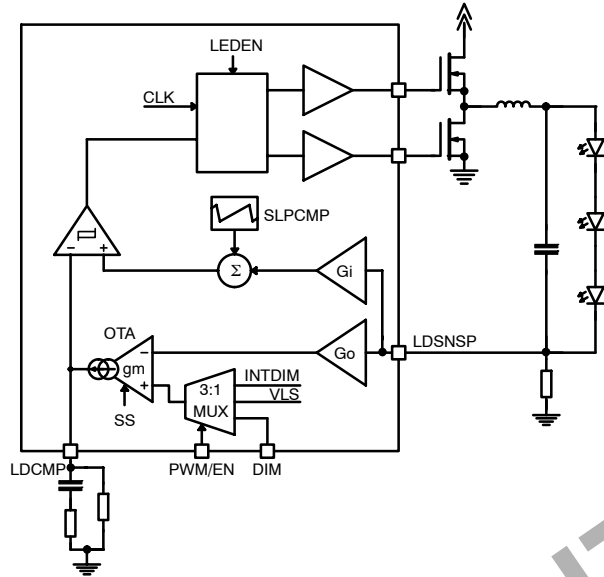 LEDEN
CLK
SLPCMP
− +
Σ
Gi
OTA
gm
−
+
SS
Go
LDSNSP
3:1
MUX
INTDIM
VLS
LDCMP
PWM/EN
DIM